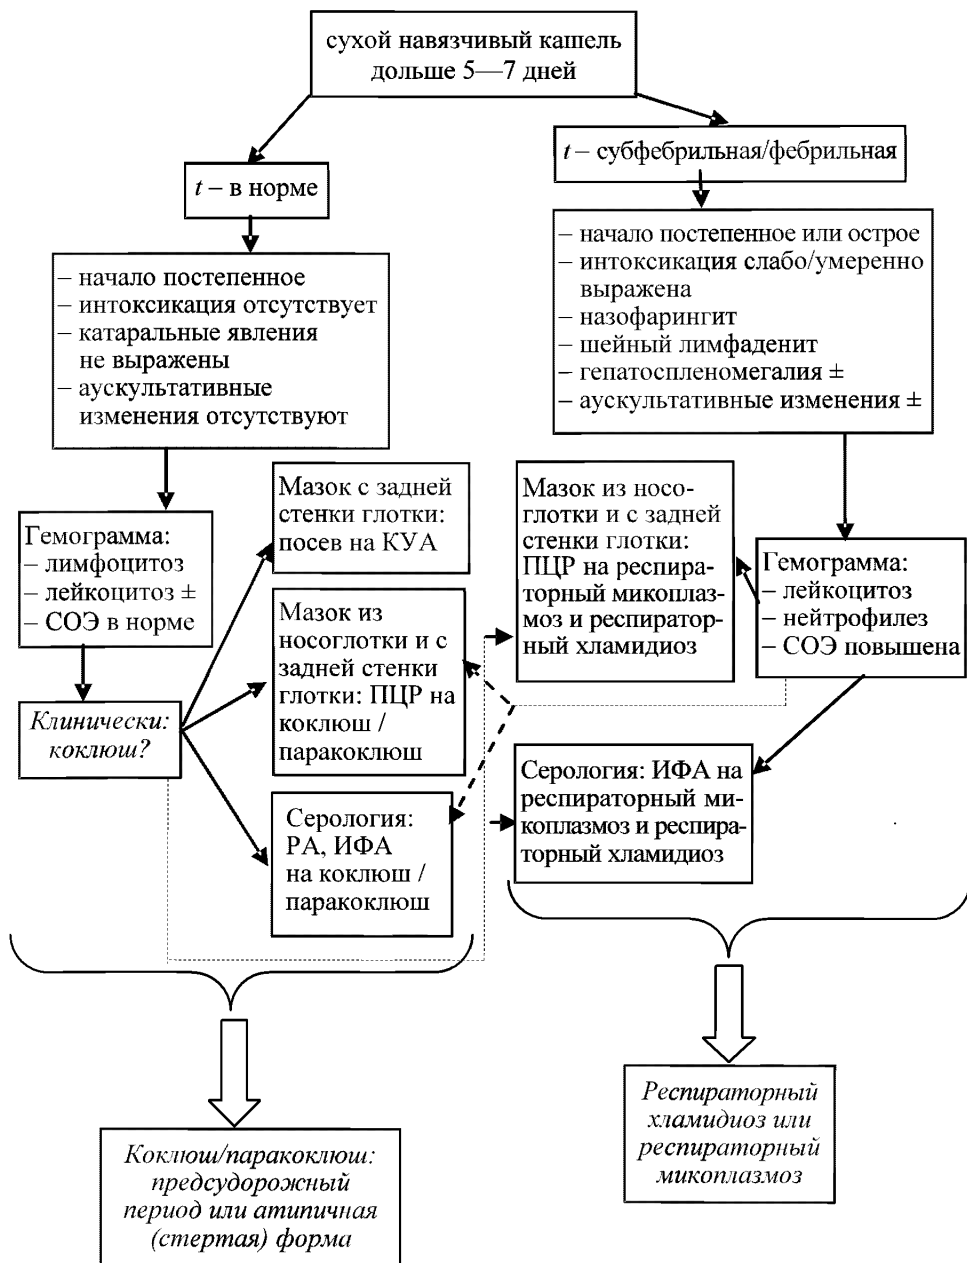 сухой навязчивый кашель
дольше 5—7 дней
t – в норме
t – субфебрильная/фебрильная
– начало постепенное
– интоксикация отсутствует
– катаральные явления
не выражены
– аускультативные
изменения отсутствуют
– начало постепенное или острое
– интоксикация слабо/умеренно
выражена
– назофарингит
– шейный лимфаденит
– гепатоспленомегалия ±
– аускультативные изменения ±
Гемограмма:
– лимфоцитоз
– лейкоцитоз ±
– СОЭ в норме
Клинически:
коклюш?
Мазок с задней
стенки глотки:
посев на КУА
Мазок из
носоглотки и с
задней стенки
глотки: ПЦР на
коклюш /
паракоклюш
Серология:
РА, ИФА
на коклюш /
паракоклюш
Мазок из носо-
глотки и с задней
стенки глотки:
ПЦР на респира-
торный микоплаз-
моз и респиратор-
ный хламидиоз
Гемограмма:
– лейкоцитоз
– нейтрофилез
– СОЭ повышена
Серология: ИФА на
респираторный ми-
коплазмоз и респира-
торный хламидиоз
Коклюш/паракоклюш:
предсудорожный
период или атипичная
(стертая) форма
Респираторный
хламидиоз или
респираторный
микоплазмоз